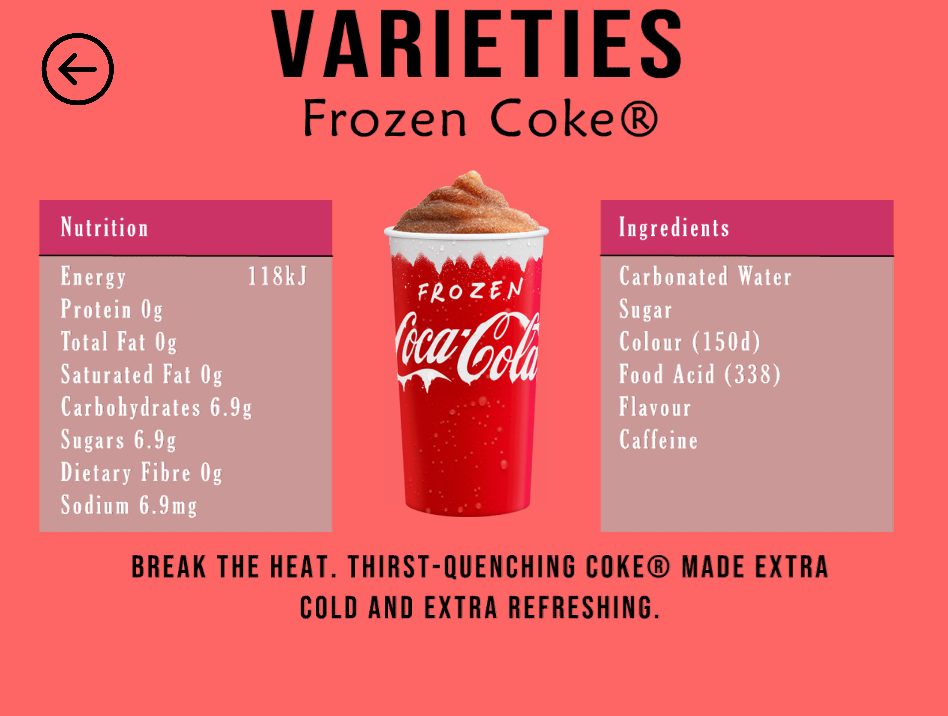 VARIETIES
Frozen Coke®
Nutrition
Energy 118kJ
Protein 0g
Total Fat 0g
Saturated Fat 0g
Carbohydrates 6.9g
Sugars 6.9g
Dietary Fibre 0g
Sodium 6.9mg
FROZEN
Coca-Cola
Ingredients
Carbonated Water
Sugar
Colour (150d)
Food Acid (338)
Flavour
Caffeine
BREAK THE HEAT. THIRST-QUENCHING COKE® MADE EXTRA
COLD AND EXTRA REFRESHING.